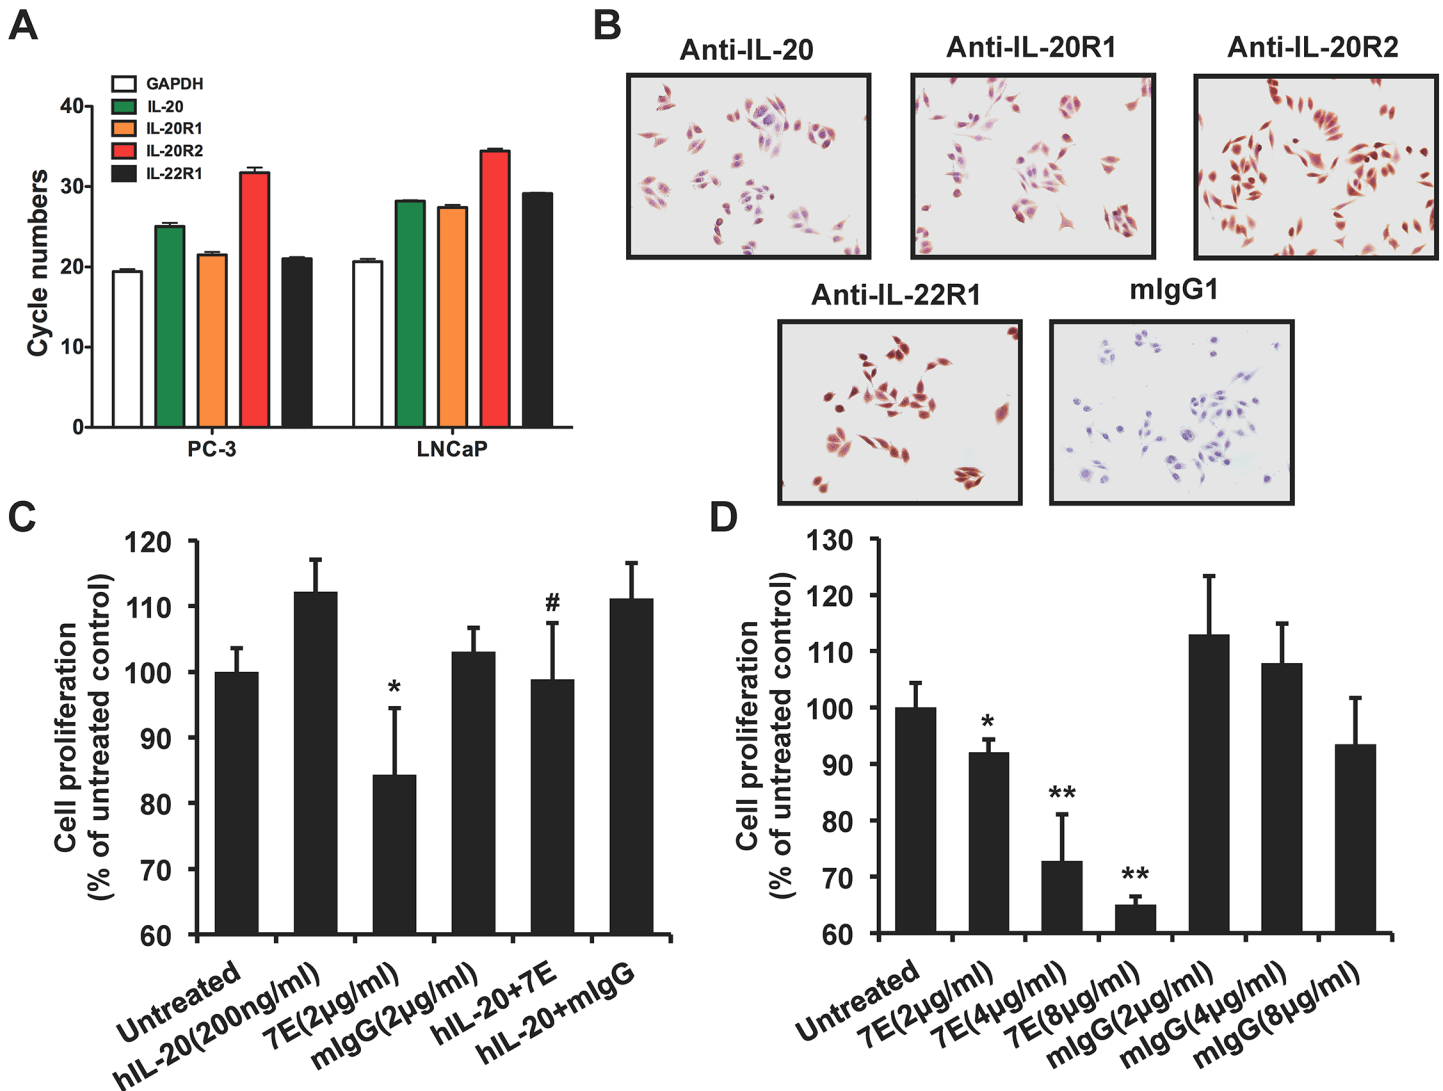 A
GAPDH
IL-20
IL-20R1
IL-20R2
IL-22R1
Cycle numbers
40
30
20
10
0
PC-3
LNCaP
B
Anti-IL-20
Anti-IL-20R1
Anti-IL-20R2
Anti-IL-22R1
mIgG1
C
Cell proliferation
(% of untreated control)
120
110
100
90
80
70
60
*
#
Untreated
hIL-20(200ng/ml)
7E(2μg/ml)
mIgG(2μg/ml)
hIL-20+7E
hIL-20+mIgG
D
Cell proliferation
(% of untreated control)
130
120
110
100
90
80
70
60
*
**
**
Untreated
7E(2μg/ml)
7E(4μg/ml)
7E(8μg/ml)
mIgG(2μg/ml)
mIgG(4μg/ml)
mIgG(8μg/ml)